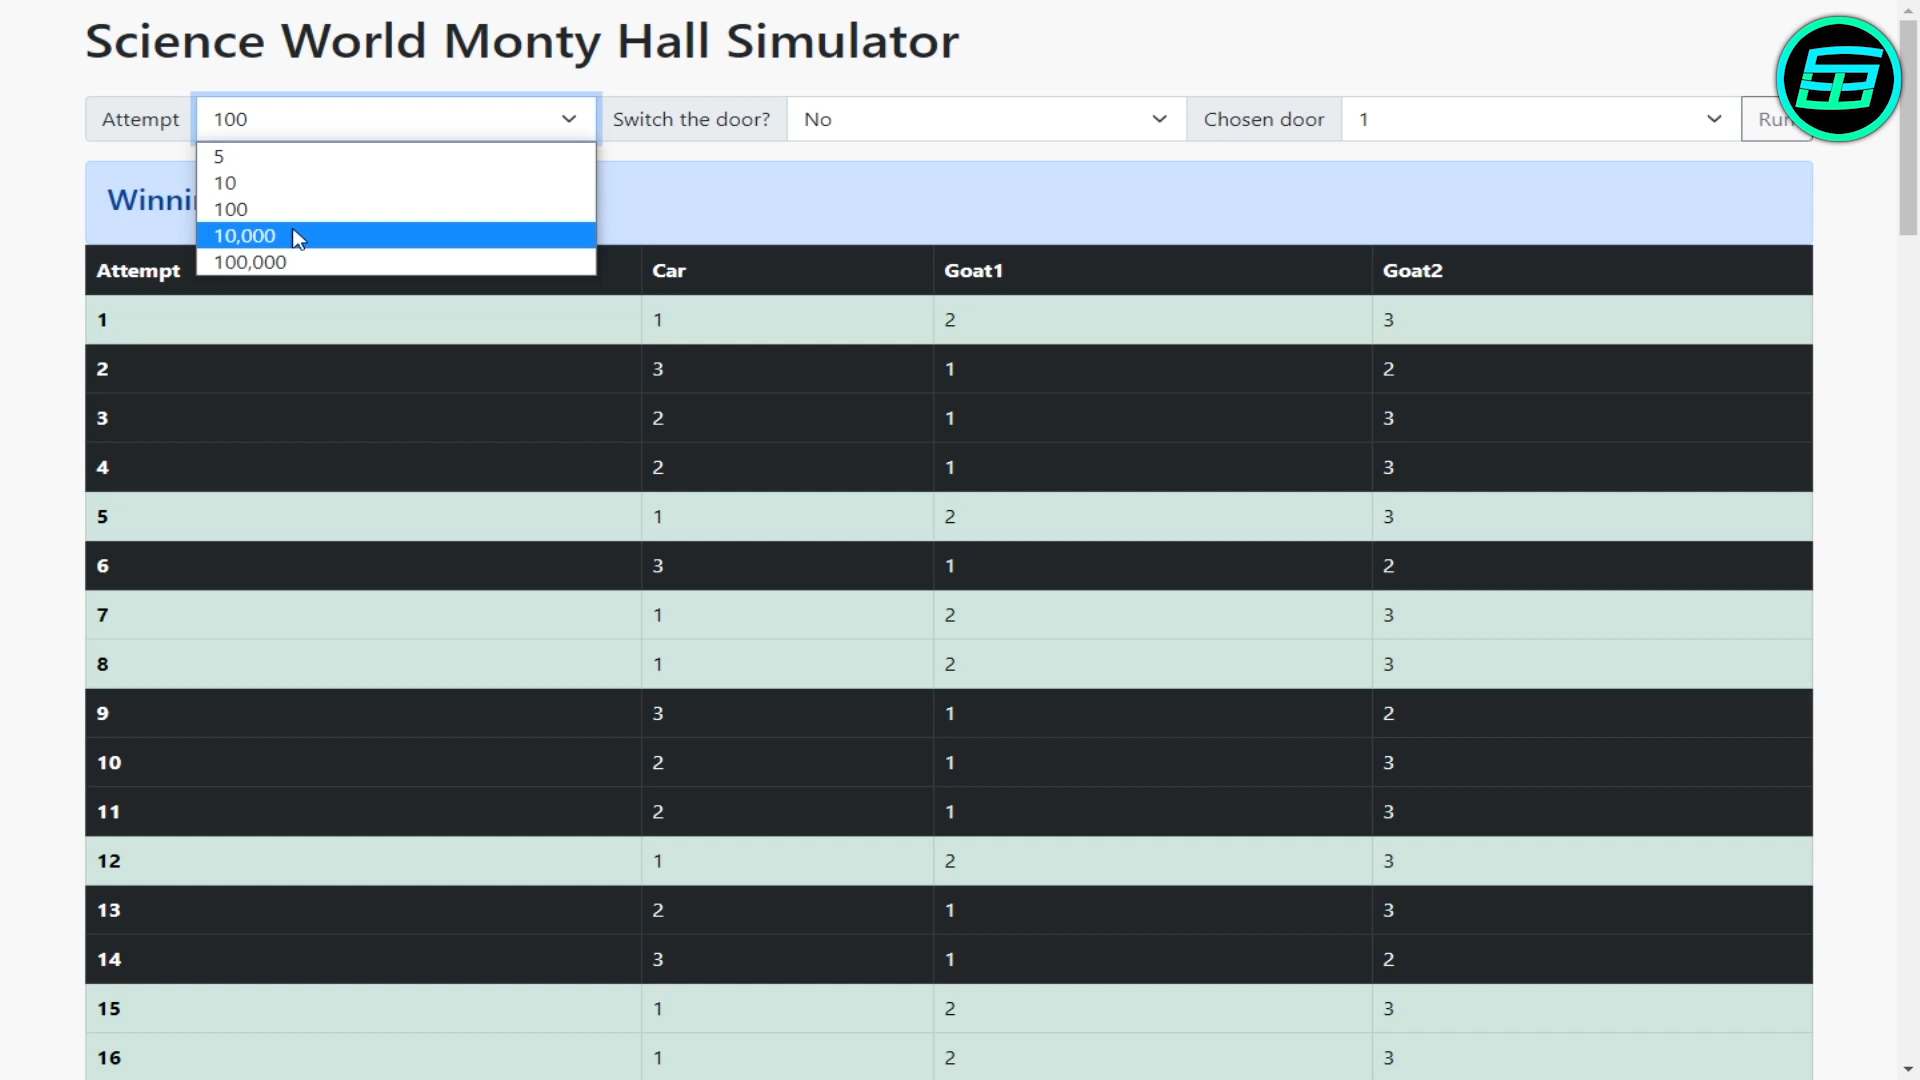 Science World Monty Hall Simulator
Attempt 100 Switch the door? No Chosen door 1
5
10
100
10,000
100,000
Attempt Car Goat1 Goat2
1 1 2 3
2 3 1 2
3 2 1 3
4 2 1 3
5 1 2 3
6 3 1 2
7 1 2 3
8 1 2 3
9 3 1 2
10 2 1 3
11 2 1 3
12 1 2 3
13 2 1 3
14 3 1 2
15 1 2 3
16 1 2 3